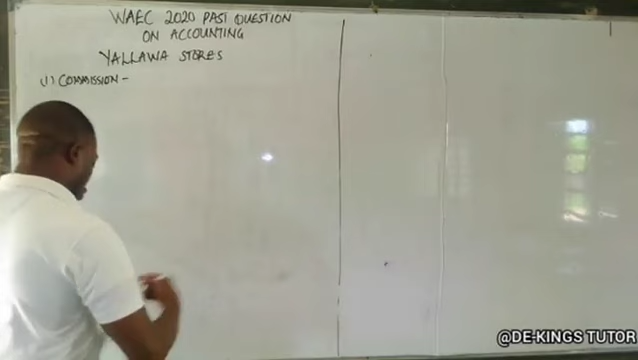 WAEC 2020 PAST QUESTION
ON ACCOUNTING
YALLAWA STORES
(1) COMMISSION -
@DE-KINGS TUTOR